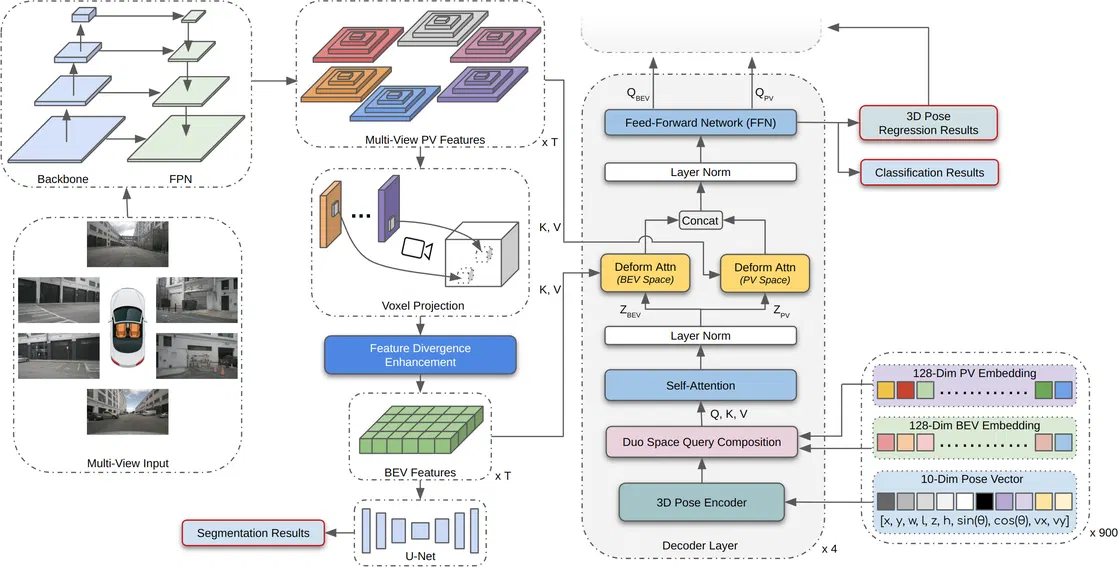 Backbone
FPN
Multi-View Input
Multi-View PV Features
x T
Voxel Projection
Feature Divergence
Enhancement
BEV Features
x T
U-Net
Segmentation Results
K, V
K, V
Q_BEV
Q_PV
Feed-Forward Network (FFN)
Layer Norm
Concat
Deform Attn
(BEV Space)
Deform Attn
(PV Space)
Z_BEV
Z_PV
Layer Norm
Self-Attention
Q, K, V
Duo Space Query Composition
3D Pose Encoder
Decoder Layer
x 4
3D Pose
Regression Results
Classification Results
128-Dim PV Embedding
128-Dim BEV Embedding
10-Dim Pose Vector
[x, y, w, l, z, h, sin(θ), cos(θ), vx, vy]
x 900